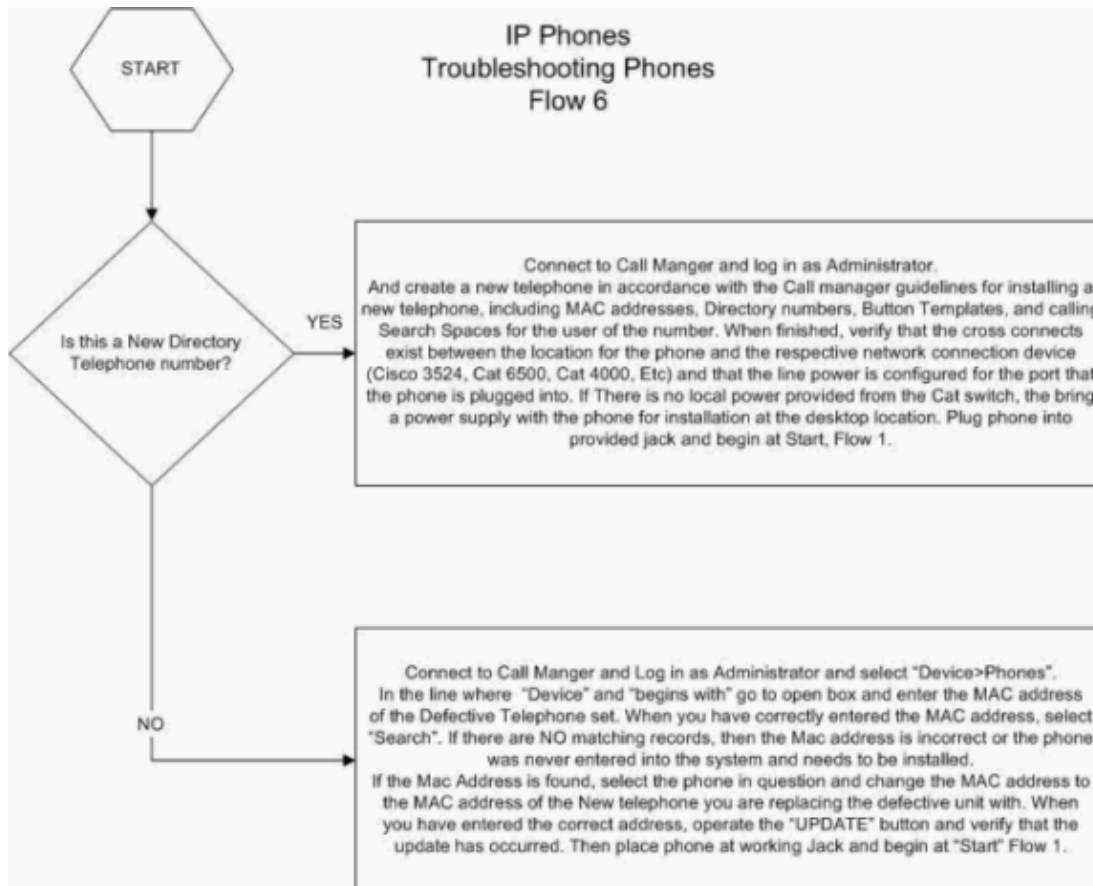 IP Phones
Troubleshooting Phones
Flow 6
START
Is this a New Directory
Telephone number?
YES
Connect to Call Manger and log in as Administrator.
And create a new telephone in accordance with the Call manager guidelines for installing a
new telephone, including MAC addresses, Directory numbers, Button Templates, and calling
Search Spaces for the user of the number. When finished, verify that the cross connects
exist between the location for the phone and the respective network connection device
(Cisco 3524, Cat 6500, Cat 4000, Etc) and that the line power is configured for the port that
the phone is plugged into. If There is no local power provided from the Cat switch, the bring
a power supply with the phone for installation at the desktop location. Plug phone into
provided jack and begin at Start, Flow 1.
NO
Connect to Call Manger and Log in as Administrator and select "Device>Phones".
In the line where "Device" and "begins with" go to open box and enter the MAC address
of the Defective Telephone set. When you have correctly entered the MAC address, select
"Search". If there are NO matching records, then the Mac address is incorrect or the phone
was never entered into the system and needs to be installed.
If the Mac Address is found, select the phone in question and change the MAC address to
the MAC address of the New telephone you are replacing the defective unit with. When
you have entered the correct address, operate the "UPDATE" button and verify that the
update has occurred. Then place phone at working Jack and begin at "Start" Flow 1.